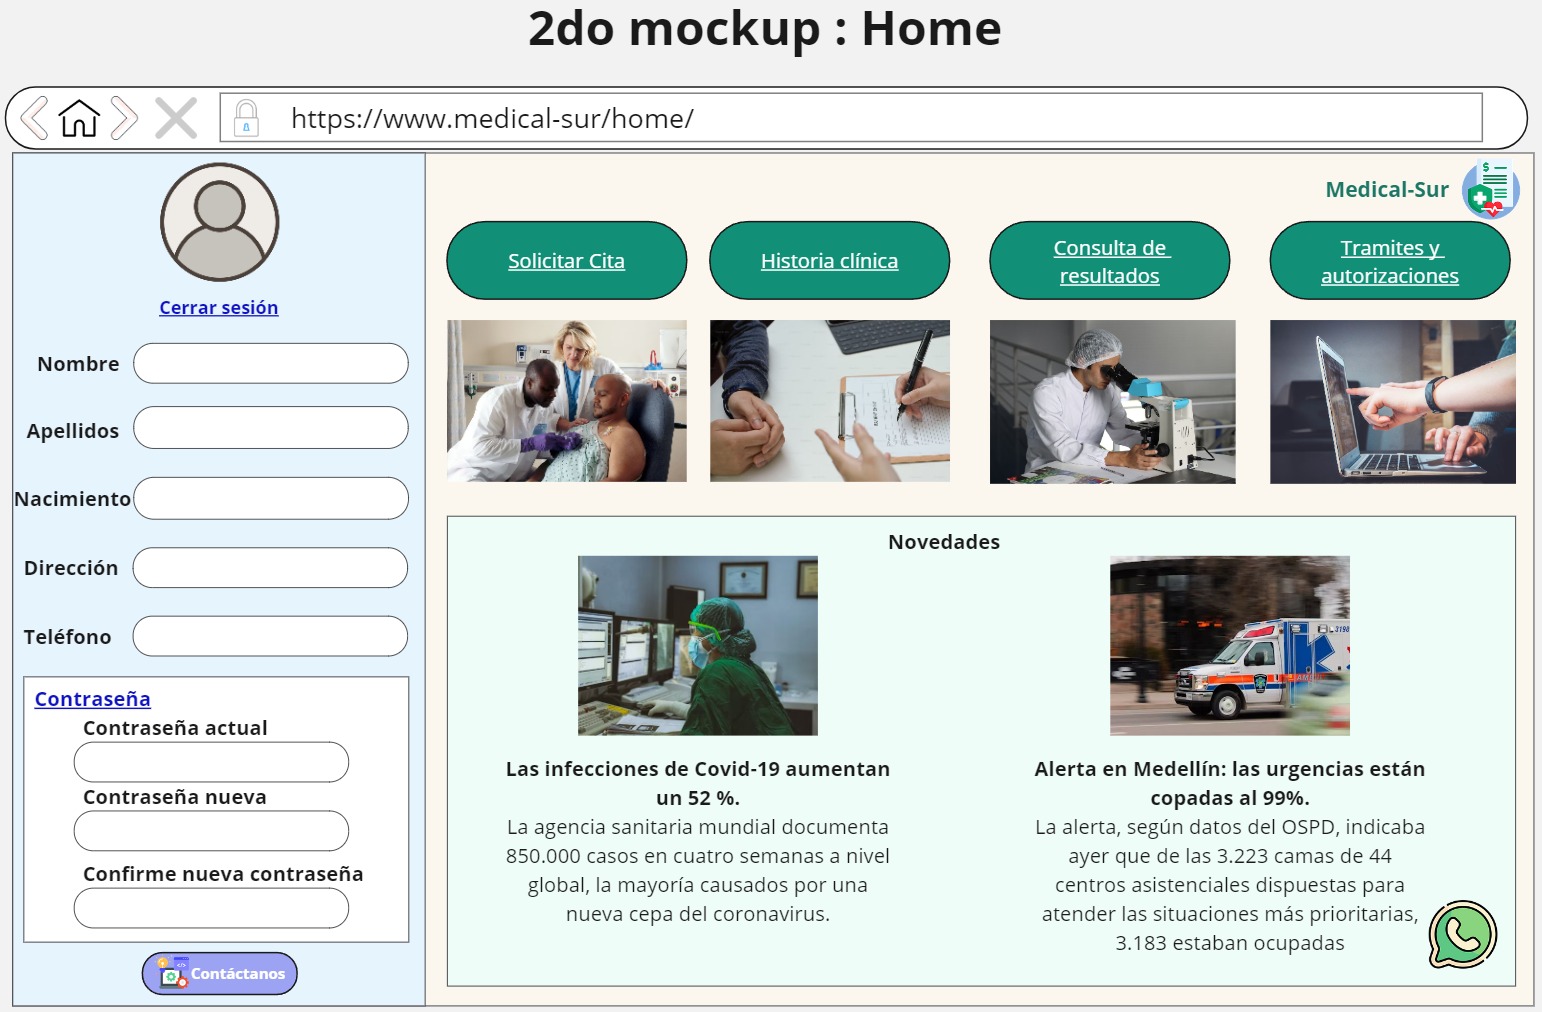 2do mockup : Home
https://www.medical-sur/home/
Cerrar sesión
Nombre
Apellidos
Nacimiento
Dirección
Teléfono
Contraseña
Contraseña actual
Contraseña nueva
Confirme nueva contraseña
Contáctanos
Medical-Sur
Solicitar Cita
Historia clínica
Consulta de
resultados
Tramites y
autorizaciones
Novedades
Las infecciones de Covid-19 aumentan
un 52 %.
La agencia sanitaria mundial documenta
850.000 casos en cuatro semanas a nivel
global, la mayoría causados por una
nueva cepa del coronavirus.
Alerta en Medellín: las urgencias están
copadas al 99%.
La alerta, según datos del OSPD, indicaba
ayer que de las 3.223 camas de 44
centros asistenciales dispuestas para
atender las situaciones más prioritarias,
3.183 estaban ocupadas